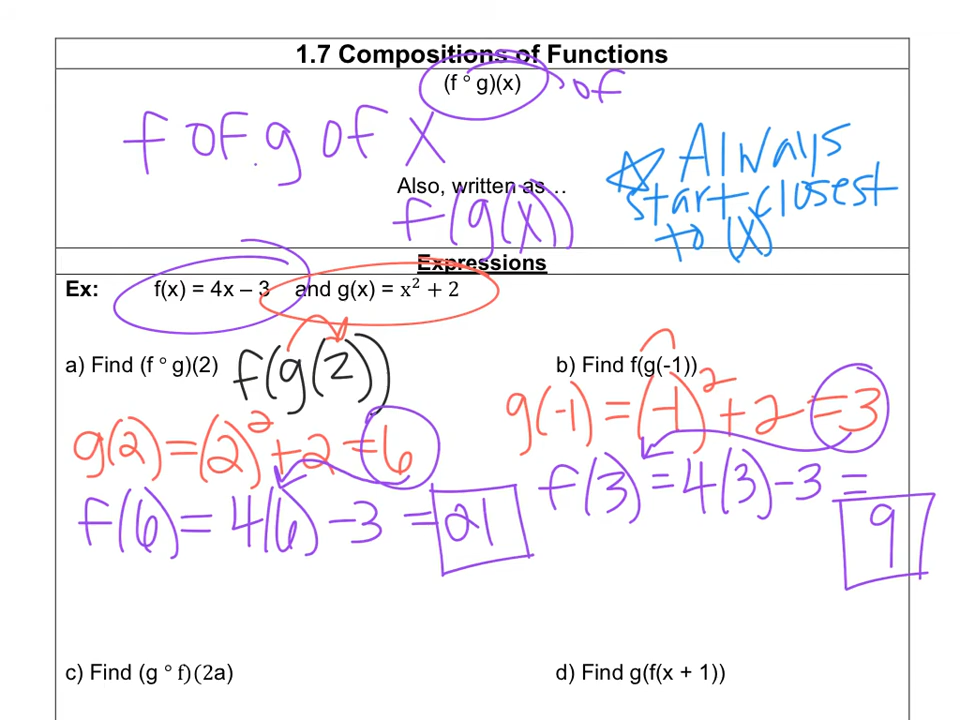 1.7 Compositions of Functions
(f ° g)(x)
of
f of g of x
Always
start closest
to (x)
Also, written as…
f(g(x))
Expressions
Ex: f(x) = 4x – 3 and g(x) = x² + 2
a) Find (f ° g)(2) f(g(2))
g(2) = (2)² + 2 = 6
f(6) = 4(6) - 3 = 21
b) Find f(g(-1))
g(-1) = (-1)² + 2 = 3
f(3) = 4(3) - 3 =
9
c) Find (g ° f)(2a)
d) Find g(f(x + 1))